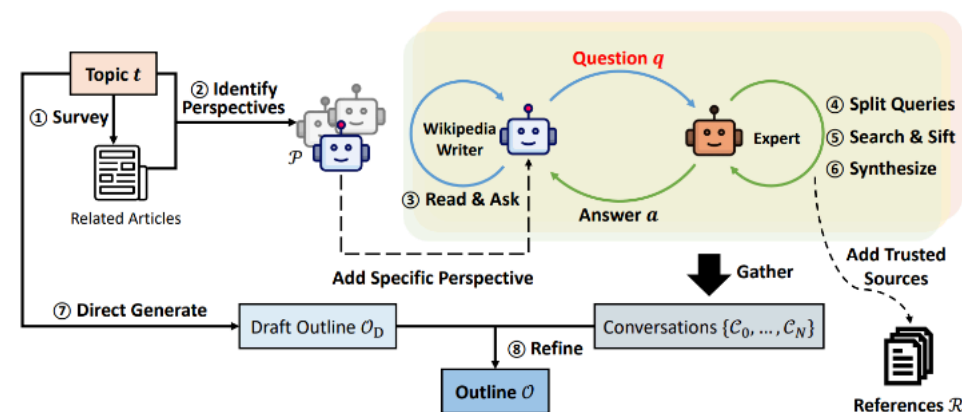 Topic t
① Survey
② Identify
Perspectives
Related Articles
𝒫
Question q
Wikipedia
Writer
Expert
③ Read & Ask
Answer a
④ Split Queries
⑤ Search & Sift
⑥ Synthesize
Add Specific Perspective
Gather
Add Trusted
Sources
⑦ Direct Generate
Draft Outline 𝒪D
Conversations {𝒞0, … , 𝒞N}
⑧ Refine
Outline 𝒪
References ℛ